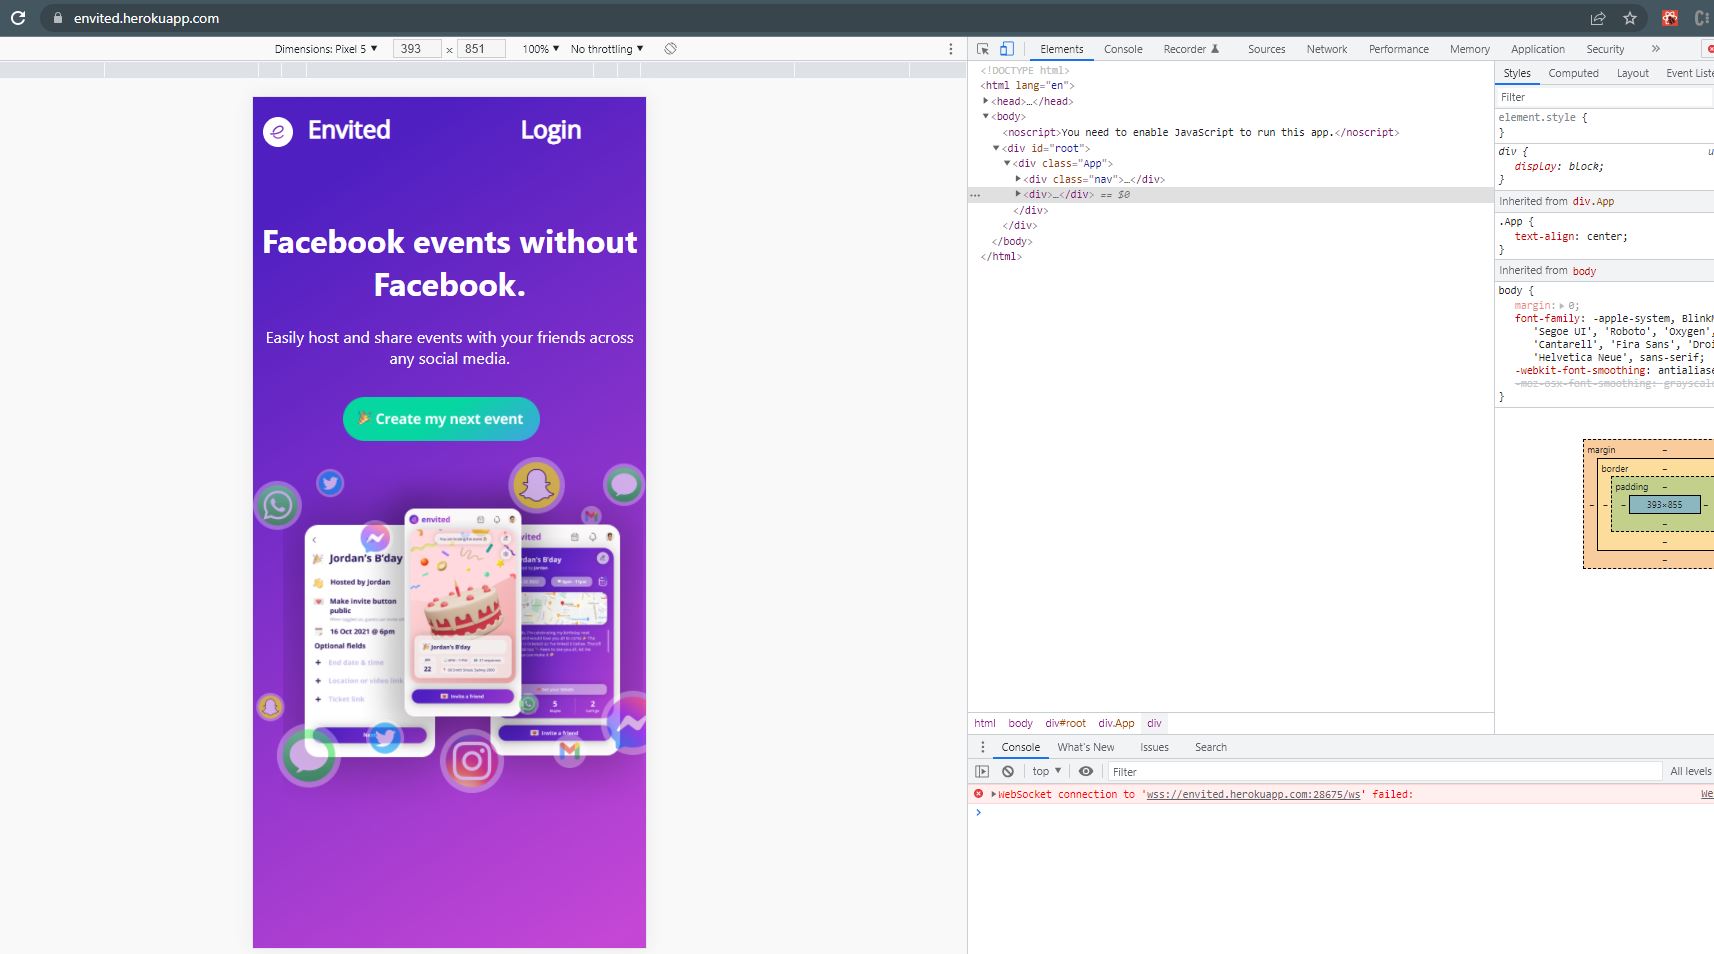 envited.herokuapp.com
Dimensions: Pixel 5 ▼ 393 x 851 100% ▼ No throttling ▼
Envited Login
Facebook events without
Facebook.
Easily host and share events with your friends across
any social media.
🎉 Create my next event
envited
Jordan's B'day
Hosted by Jordan
Make invite button
public
16 Oct 2021 @ 6pm
Optional fields
+ End date & time
+ Location or video link
+ Ticket link
🎉 Jordan's B'day
22
Invite a friend
Jordan's B'day
5
2
Invite a friend
Elements Console Recorder Sources Network Performance Memory Application Security »
<!DOCTYPE html>
<html lang="en">
▶<head>…</head>
▼<body>
<noscript>You need to enable JavaScript to run this app.</noscript>
▼<div id="root">
▼<div class="App">
▶<div class="nav">…</div>
… ▶<div>…</div> == $0
</div>
</div>
</body>
</html>
html body div#root div.App div
Styles Computed Layout Event Liste
Filter
element.style {
}
div { u
display: block;
}
Inherited from div.App
.App {
text-align: center;
}
Inherited from body
body {
margin:▶ 0;
font-family: -apple-system, BlinkM
'Segoe UI', 'Roboto', 'Oxygen',
'Cantarell', 'Fira Sans', 'Droi
'Helvetica Neue', sans-serif;
-webkit-font-smoothing: antialiase
-moz-osx-font-smoothing: grayscale
}
margin –
border –
padding –
– – – 393×855 –
–
–
–
Console What's New Issues Search
top ▼ Filter All levels
▶WebSocket connection to 'wss://envited.herokuapp.com:28675/ws' failed: We